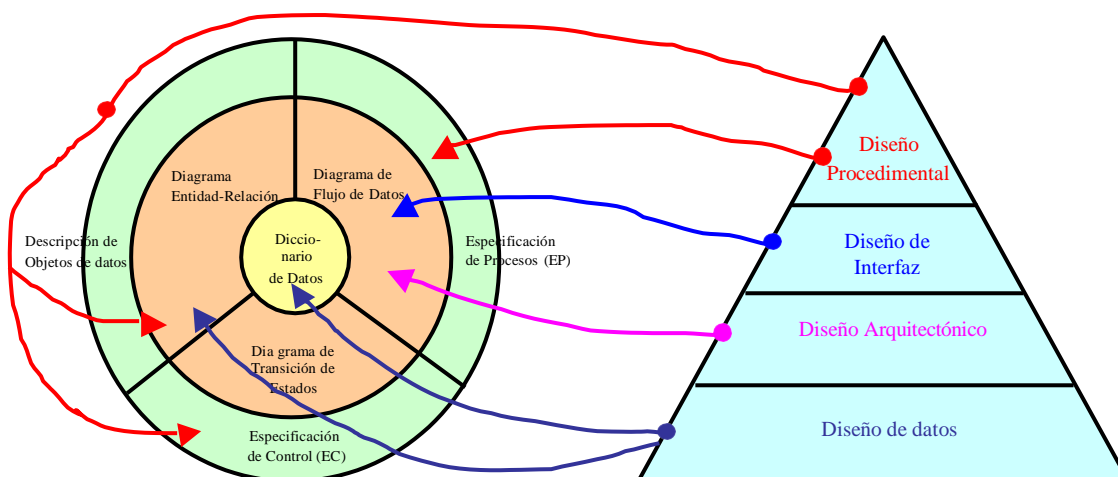 Diagrama
Entidad-Relación
Diagrama de
Flujo de Datos
Descripción de
Objetos de datos
Diccio-
nario
de Datos
Especificación
de Procesos (EP)
Dia grama de
Transición de
Estados
Especificación
de Control (EC)
Diseño
Procedimental
Diseño de
Interfaz
Diseño Arquitectónico
Diseño de datos